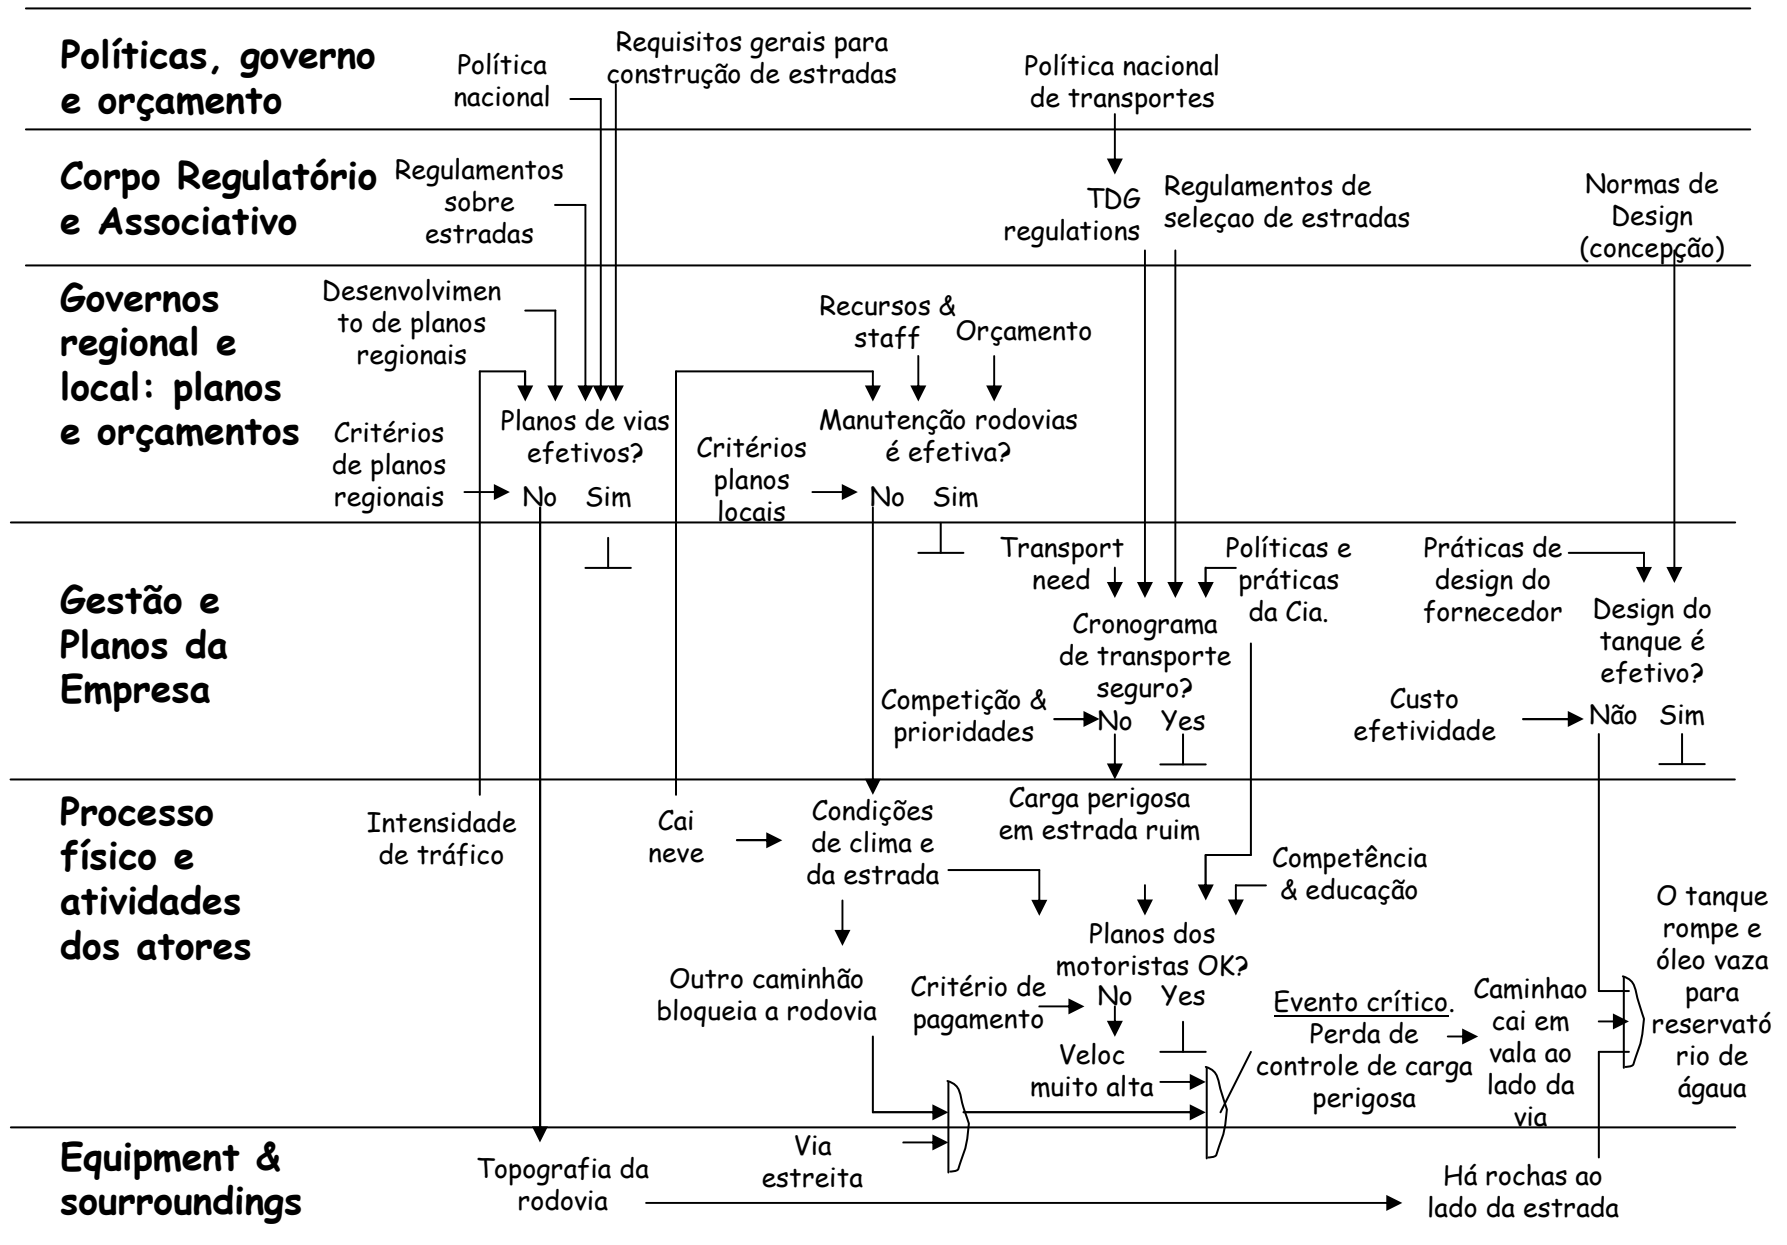 Políticas, governo
e orçamento
Política
nacional
Requisitos gerais para
construção de estradas
Política nacional
de transportes
Corpo Regulatório
e Associativo
Regulamentos
sobre
estradas
TDG
regulations
Regulamentos de
seleçao de estradas
Normas de
Design
(concepção)
Governos
regional e
local: planos
e orçamentos
Desenvolvimen
to de planos
regionais
Critérios
de planos
regionais
Planos de vias
efetivos?
No Sim
Recursos &
staff
Orçamento
Critérios
planos
locais
Manutenção rodovias
é efetiva?
No Sim
Gestão e
Planos da
Empresa
Transport
need
Políticas e
práticas
da Cia.
Cronograma
de transporte
seguro?
Competição &
prioridades
No Yes
Práticas de
design do
fornecedor
Design do
tanque é
efetivo?
Custo
efetividade
Não Sim
Processo
físico e
atividades
dos atores
Intensidade
de tráfico
Cai
neve
Condições
de clima e
da estrada
Carga perigosa
em estrada ruim
Competência
& educação
Outro caminhão
bloqueia a rodovia
Planos dos
motoristas OK?
Critério de
pagamento
No Yes
Veloc
muito alta
Evento crítico.
Perda de
controle de carga
perigosa
Caminhao
cai em
vala ao
lado da
via
O tanque
rompe e
óleo vaza
para
reservató
rio de
ágaua
Equipment &
sourroundings
Topografia da
rodovia
Via
estreita
Há rochas ao
lado da estrada